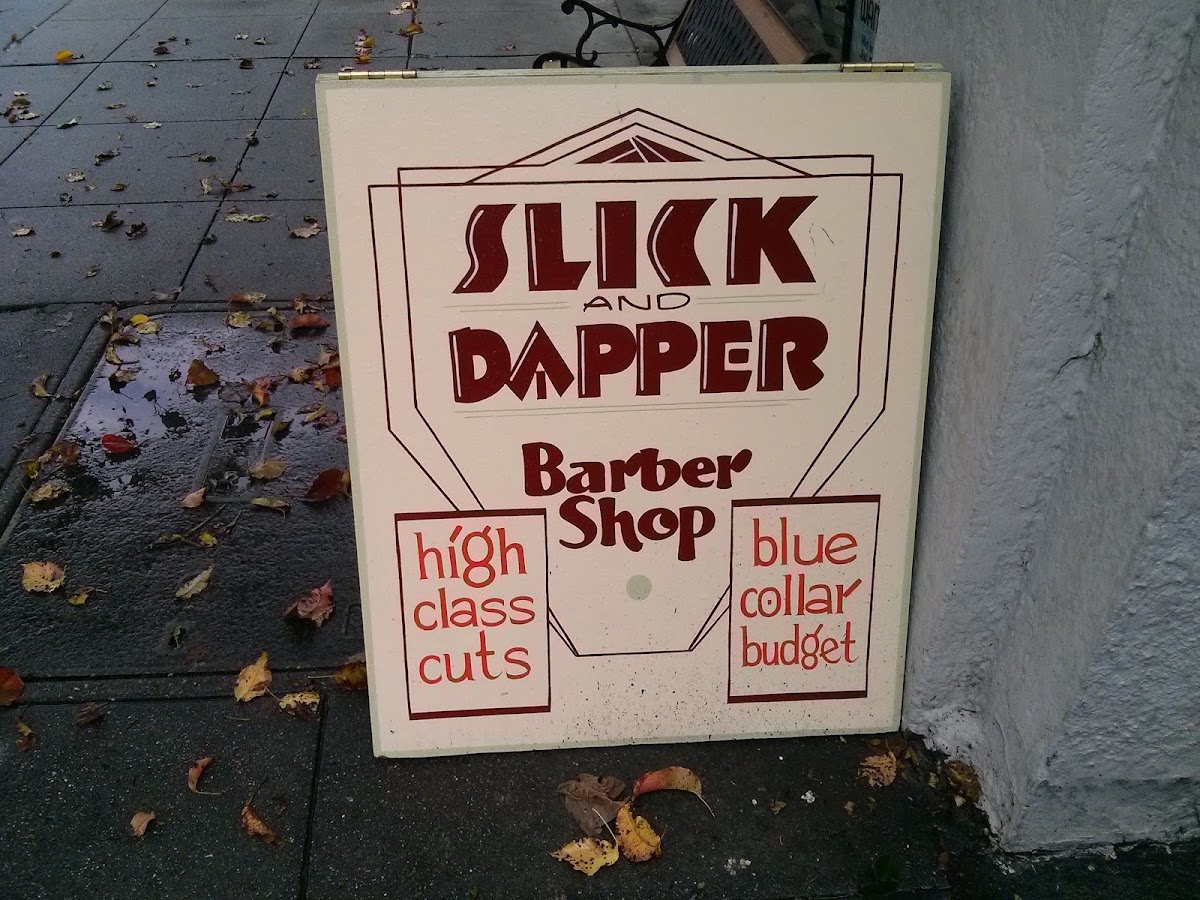 SLICK
AND
DAPPER
Barber
Shop
high
class
cuts
blue
collar
budget